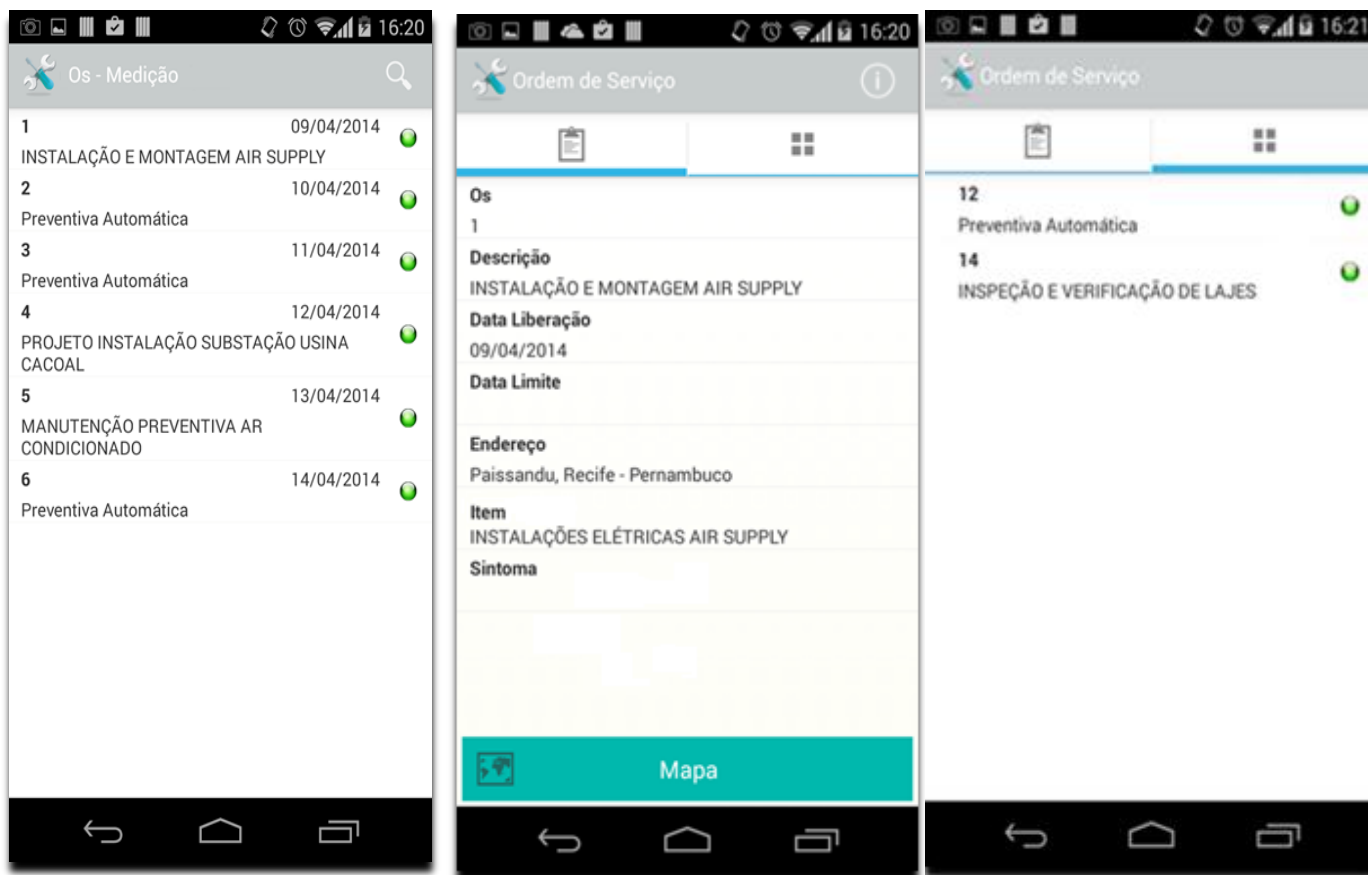 16:20
Os - Medição
1 09/04/2014
INSTALAÇÃO E MONTAGEM AIR SUPPLY
2 10/04/2014
Preventiva Automática
3 11/04/2014
Preventiva Automática
4 12/04/2014
PROJETO INSTALAÇÃO SUBSTAÇÃO USINA
CACOAL
5 13/04/2014
MANUTENÇÃO PREVENTIVA AR
CONDICIONADO
6 14/04/2014
Preventiva Automática
16:20
Ordem de Serviço
Os
1
Descrição
INSTALAÇÃO E MONTAGEM AIR SUPPLY
Data Liberação
09/04/2014
Data Limite
Endereço
Paissandu, Recife - Pernambuco
Item
INSTALAÇÕES ELÉTRICAS AIR SUPPLY
Sintoma
Mapa
16:21
Ordem de Serviço
12
Preventiva Automática
14
INSPEÇÃO E VERIFICAÇÃO DE LAJES